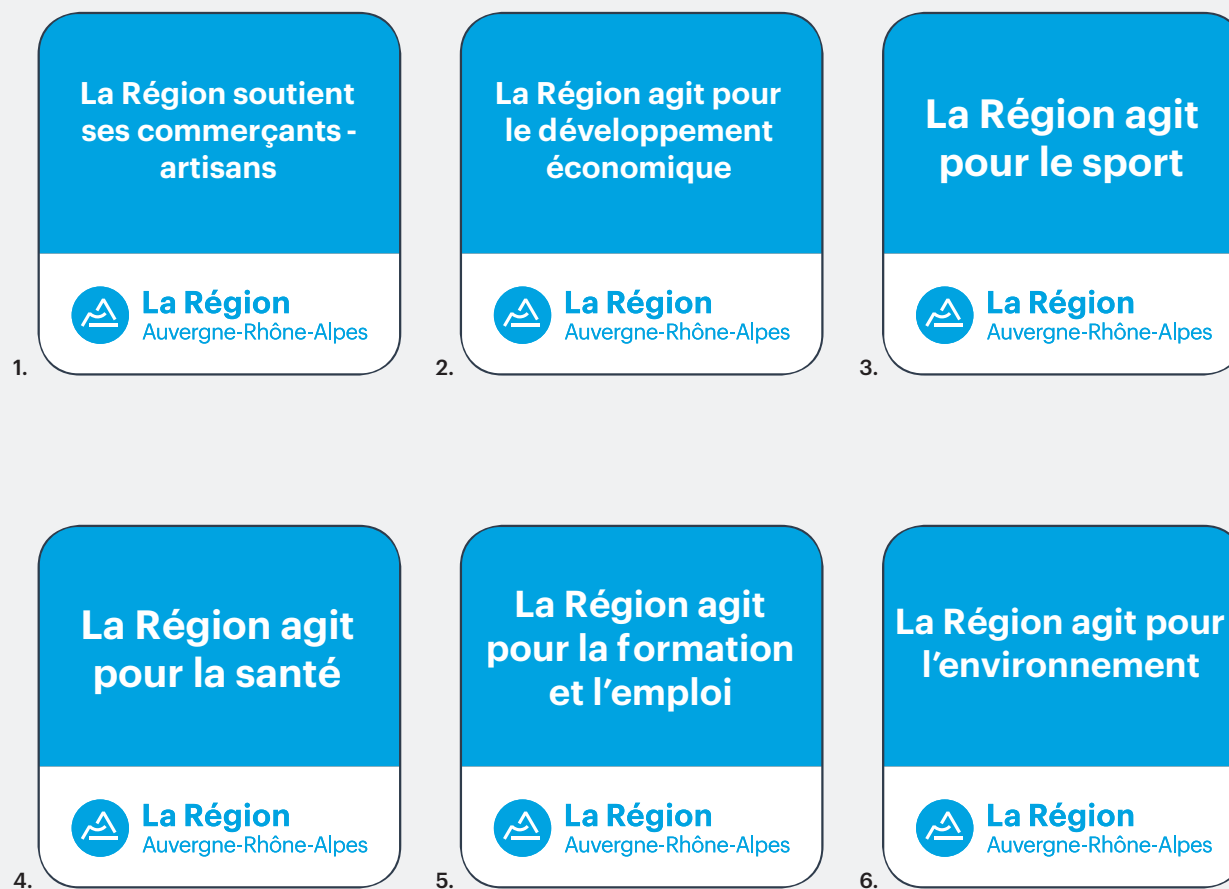 La Région soutient
ses commerçants -
artisans
La Région
Auvergne-Rhône-Alpes
1.
La Région agit pour
le développement
économique
La Région
Auvergne-Rhône-Alpes
2.
La Région agit
pour le sport
La Région
Auvergne-Rhône-Alpes
3.
La Région agit
pour la santé
La Région
Auvergne-Rhône-Alpes
4.
La Région agit
pour la formation
et l’emploi
La Région
Auvergne-Rhône-Alpes
5.
La Région agit pour
l’environnement
La Région
Auvergne-Rhône-Alpes
6.